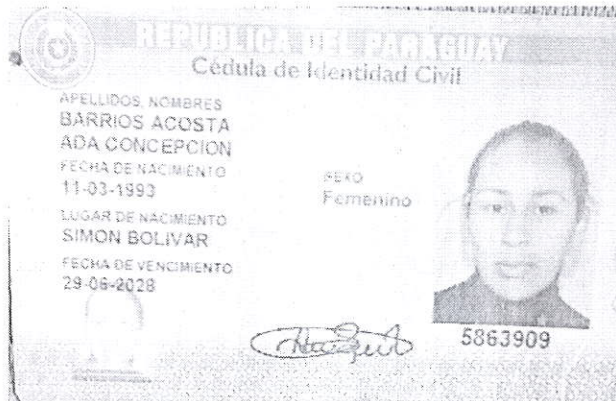 REPUBLICA DEL PARAGUAY
Cédula de Identidad Civil
APELLIDOS, NOMBRES
BARRIOS ACOSTA
ADA CONCEPCION
FECHA DE NACIMIENTO
11-03-1993
SEXO
Femenino
LUGAR DE NACIMIENTO
SIMON BOLIVAR
FECHA DE VENCIMIENTO
29-06-2028
5863909